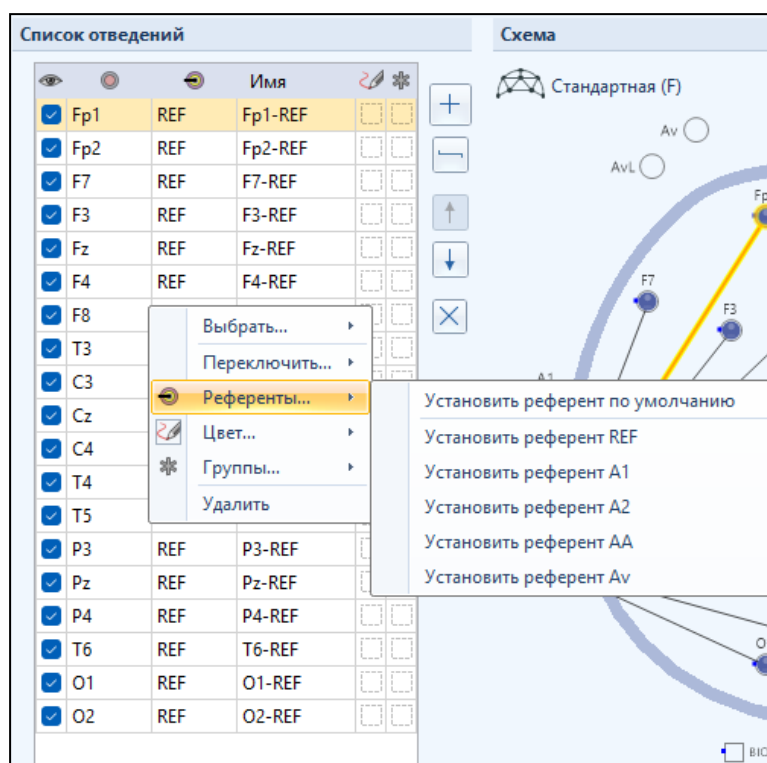 Список отведений
Схема
Имя
Стандартная (F)
Fp1 REF Fp1-REF
Fp2 REF Fp2-REF
F7 REF F7-REF
F3 REF F3-REF
Fz REF Fz-REF
F4 REF F4-REF
F8
T3
C3
Cz
C4
T4
T5
P3 REF P3-REF
Pz REF Pz-REF
P4 REF P4-REF
T6 REF T6-REF
O1 REF O1-REF
O2 REF O2-REF
Выбрать...
Переключить...
Референты...
Цвет...
Группы...
Удалить
Установить референт по умолчанию
Установить референт REF
Установить референт A1
Установить референт A2
Установить референт AA
Установить референт Av
Av
AvL
Fp
F7
F3
A1
O
BIO